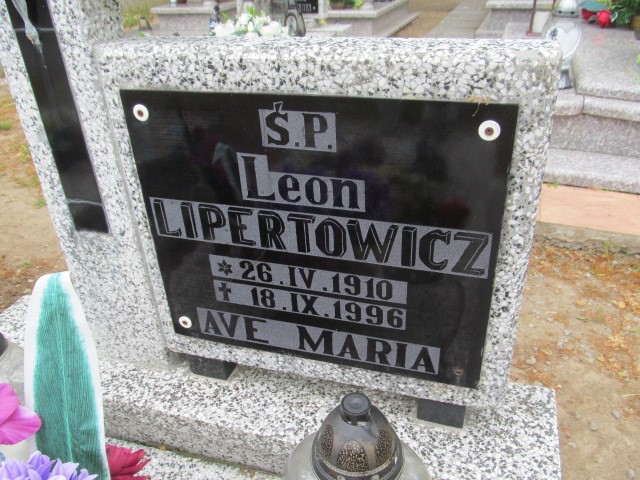 Ś.P.
Leon
LIPERTOWICZ
* 26.IV.1910
✝ 18.IX.1996
AVE MARIA